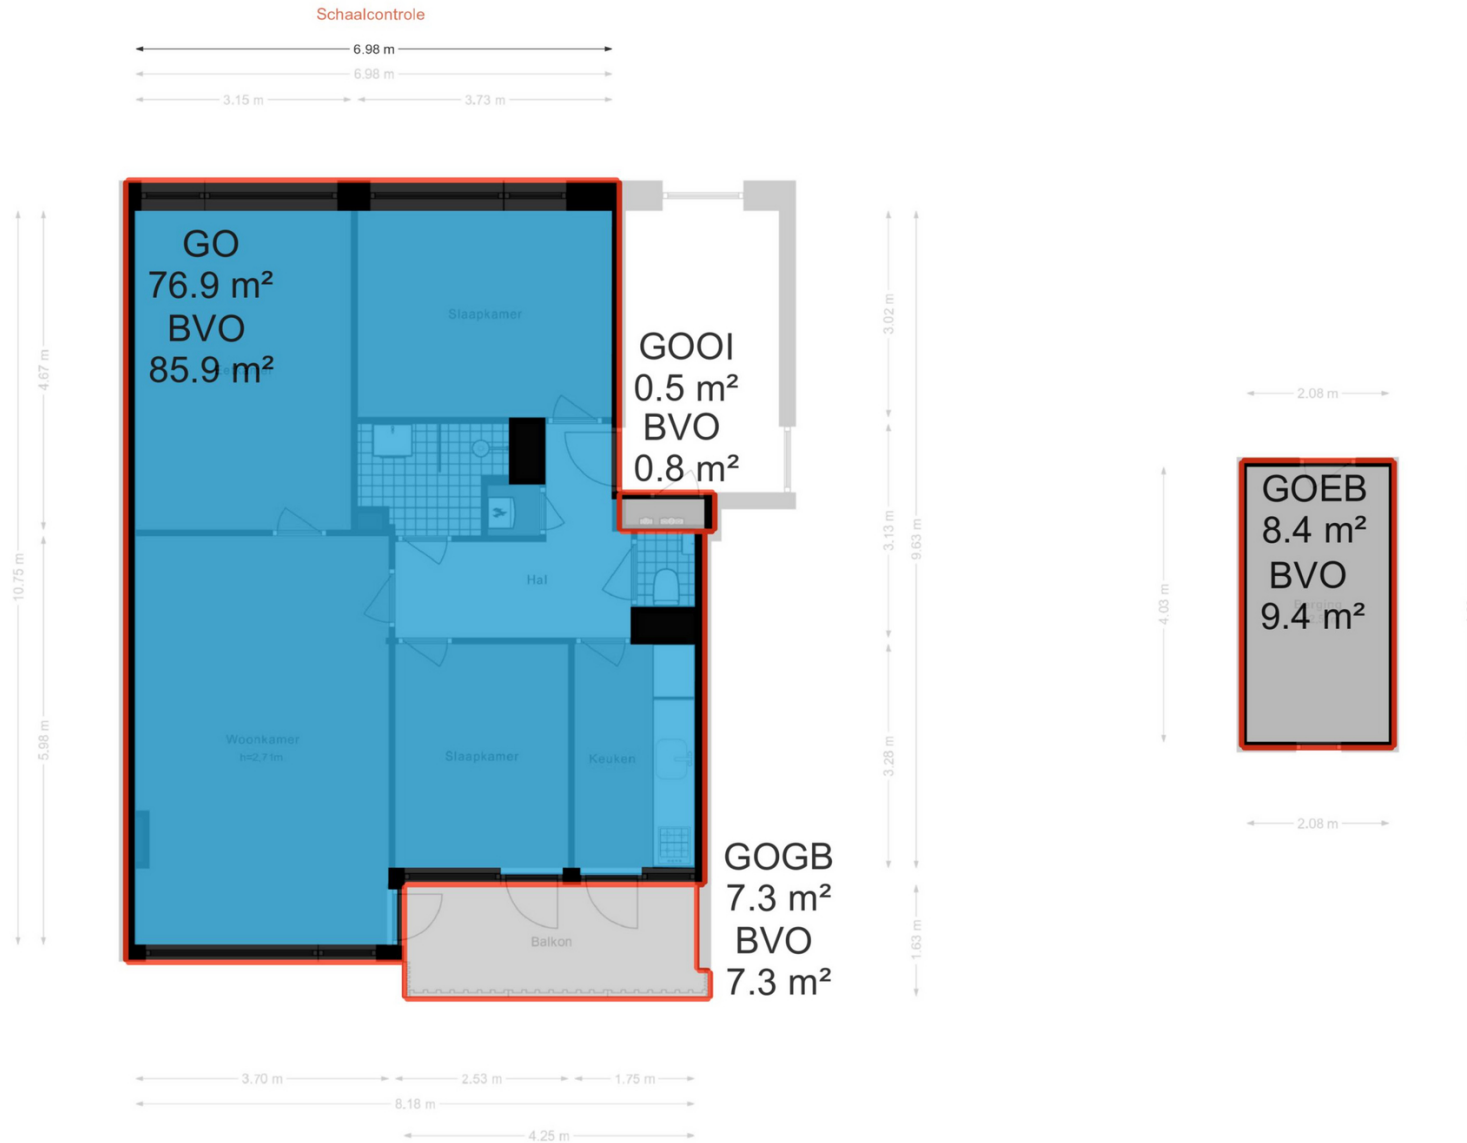 Schaalcontrole
6.98 m
6.98 m
3.15 m
3.73 m
GO
76.9 m²
BVO
85.9 m²
Slaapkamer
GOOI
0.5 m²
BVO
0.8 m²
3.02 m
4.67 m
10.75 m
3.13 m
9.63 m
Hal
2.08 m
GOEB
8.4 m²
BVO
9.4 m²
4.03 m
2.08 m
Woonkamer
h=2.71m
Slaapkamer
Keuken
5.98 m
3.28 m
GOGB
7.3 m²
BVO
7.3 m²
Balkon
1.63 m
3.70 m
2.53 m
1.75 m
8.18 m
4.25 m